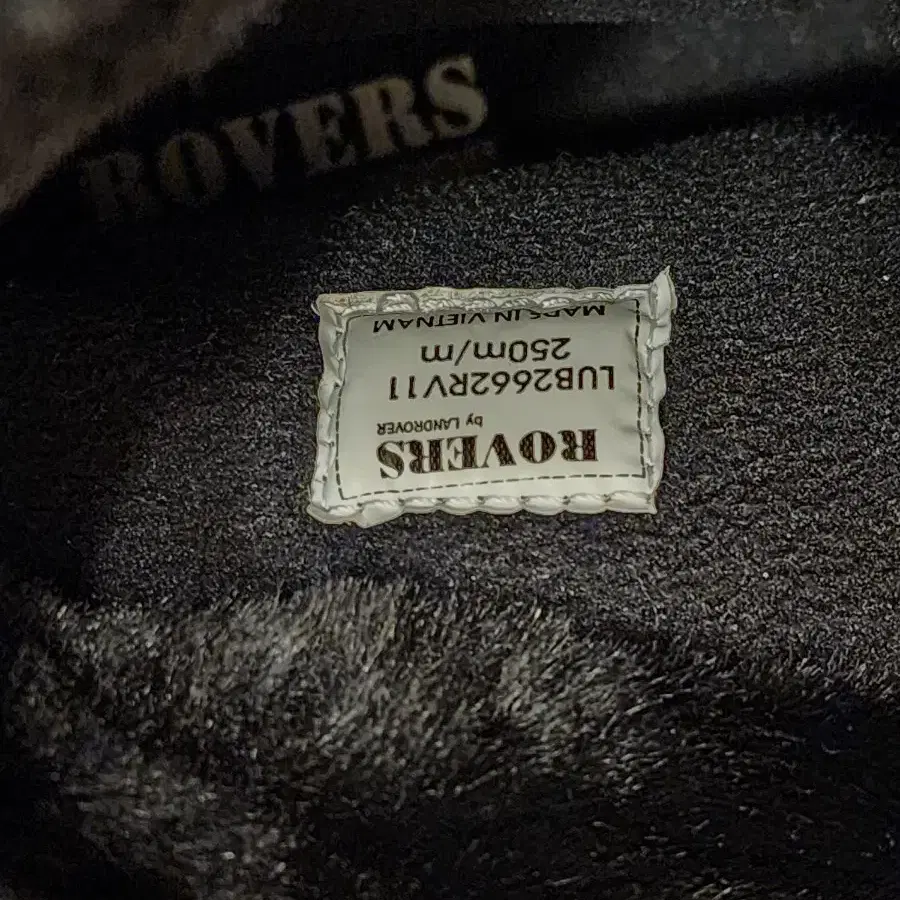 ROVERS
ROVERS
by LANDROVER
LUB2662RV11
250m/m
MADE IN VIETNAM